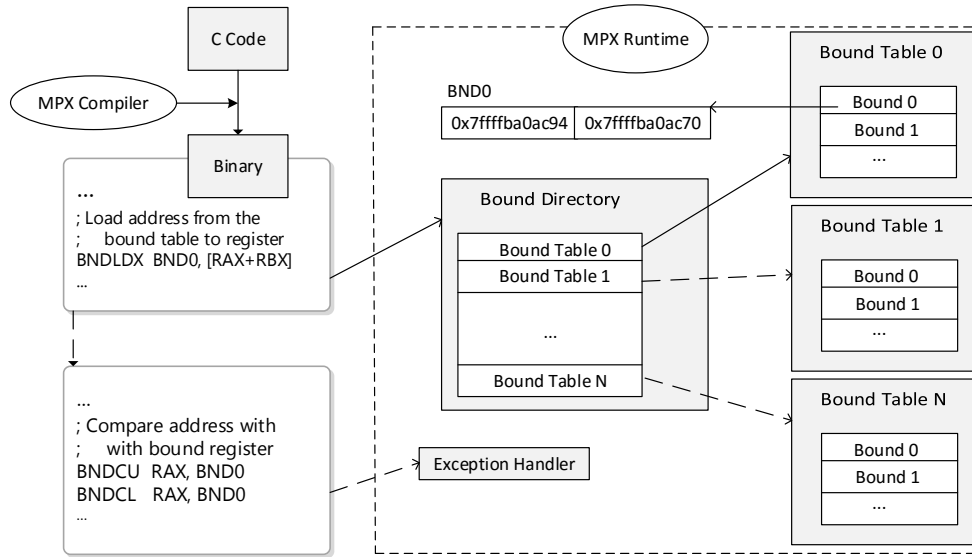 C Code
MPX Compiler
Binary
...
; Load address from the
;    bound table to register
BNDLDX  BND0, [RAX+RBX]
...
...
; Compare address with
;    with bound register
BNDCU  RAX, BND0
BNDCL  RAX, BND0
...
MPX Runtime
BND0
0x7ffffba0ac94 0x7ffffba0ac70
Bound Directory
Bound Table 0
Bound Table 1
...
Bound Table N
Exception Handler
Bound Table 0
Bound 0
Bound 1
...
Bound Table 1
Bound 0
Bound 1
...
Bound Table N
Bound 0
Bound 1
...